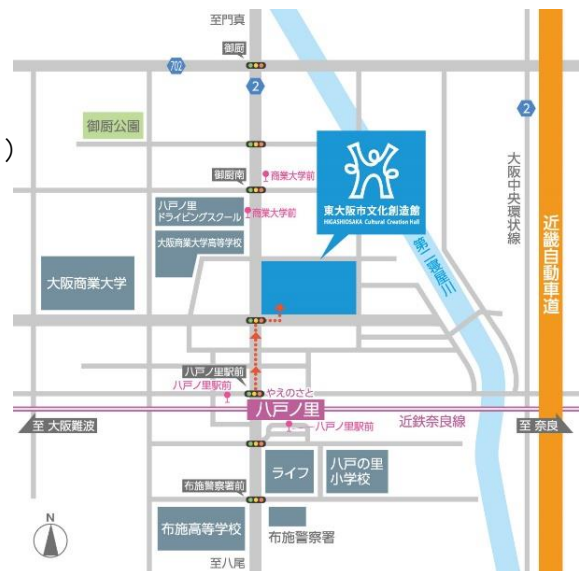 至門真
御厨
702
2
御厨公園
)
2
大阪中央環状線
近畿自動車道
御厨南
商業大学前
東大阪市文化創造館
HIGASHIOSAKA Cultural Creation Hall
八戸ノ里
ドライビングスクール
商業大学前
大阪商業大学高等学校
大阪商業大学
第二寝屋川
八戸ノ里駅前
八戸ノ里駅前
やえのさと
八戸ノ里
近鉄奈良線
至 大阪難波
八戸ノ里駅前
至 奈良
ライフ
八戸の里
小学校
布施警察署前
N
布施高等学校
布施警察署
至八尾